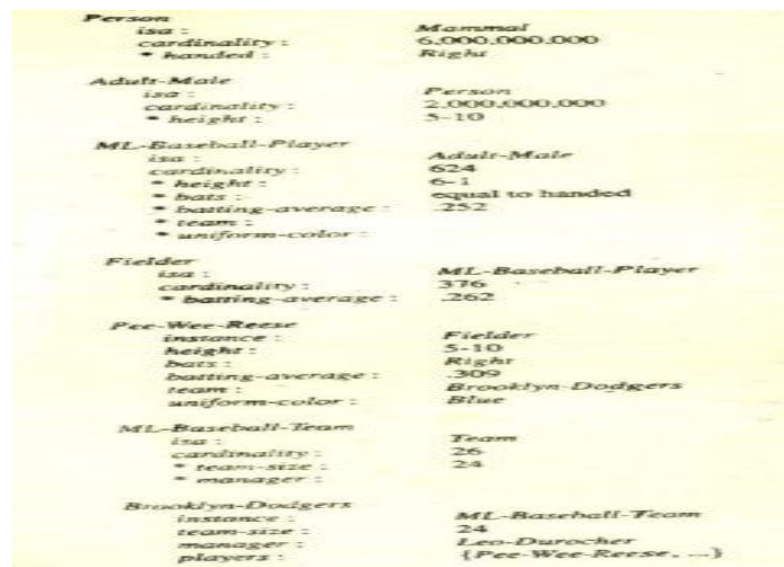 Person
isa : Mammal
cardinality : 6,000,000,000
* handed : Right
Adult-Male
isa : Person
cardinality : 2,000,000,000
* height : 5-10
ML-Baseball-Player
isa : Adult-Male
cardinality : 624
* height : 6-1
* bats : equal to handed
* batting-average : .252
* team :
* uniform-color :
Fielder
isa : ML-Baseball-Player
cardinality : 376
* batting-average : .262
Pee-Wee-Reese
instance : Fielder
height : 5-10
bats : Right
batting-average : .309
team : Brooklyn-Dodgers
uniform-color : Blue
ML-Baseball-Team
isa : Team
cardinality : 26
* team-size : 24
* manager :
Brooklyn-Dodgers
instance : ML-Baseball-Team
team-size : 24
manager : Leo-Durocher
players : {Pee-Wee-Reese, ...}